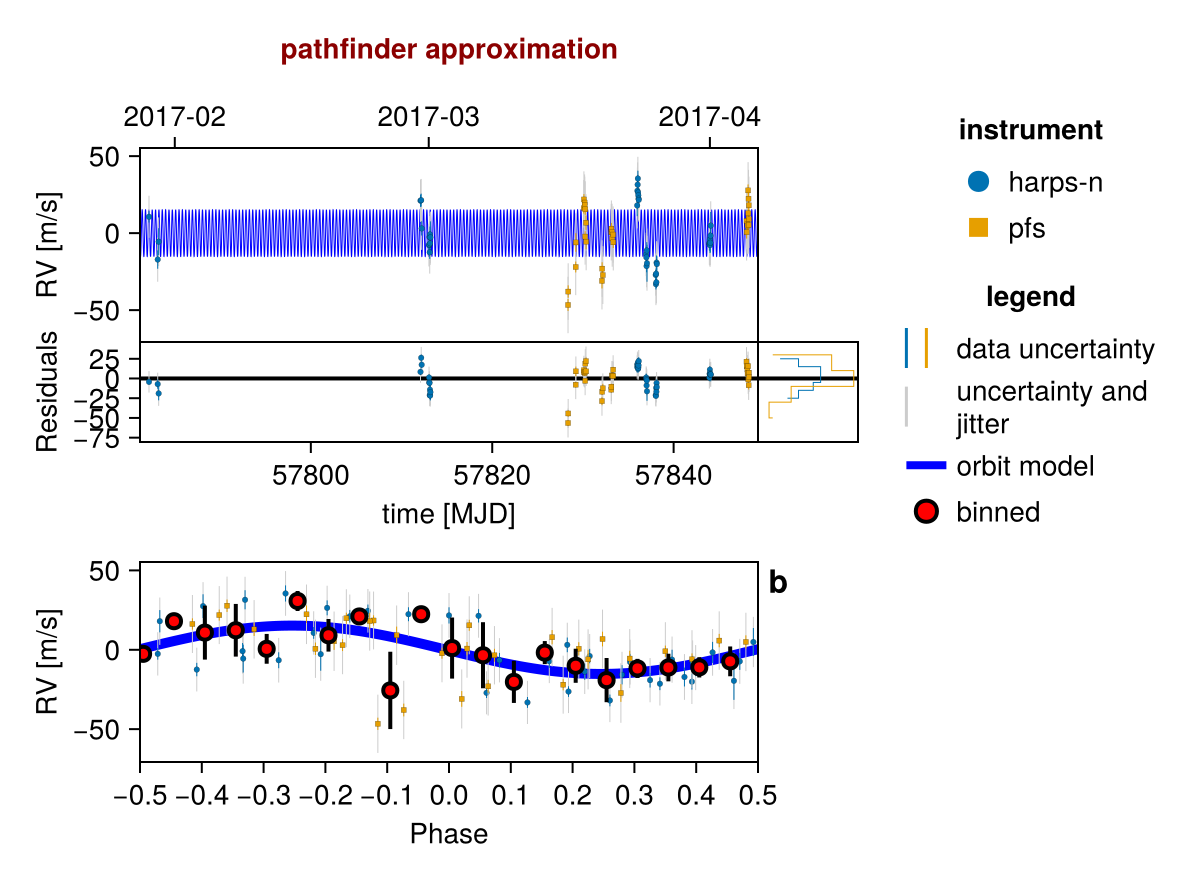 pathfinder approximation
2017-02 2017-03 2017-04
50
0
−50
RV [m/s]
25
0
−25
−50
−75
Residuals
57800 57820 57840
time [MJD]
instrument
harps-n
pfs
legend
data uncertainty
uncertainty and
jitter
orbit model
binned
50
0
−50
RV [m/s]
b
−0.5 −0.4 −0.3 −0.2 −0.1 0.0 0.1 0.2 0.3 0.4 0.5
Phase